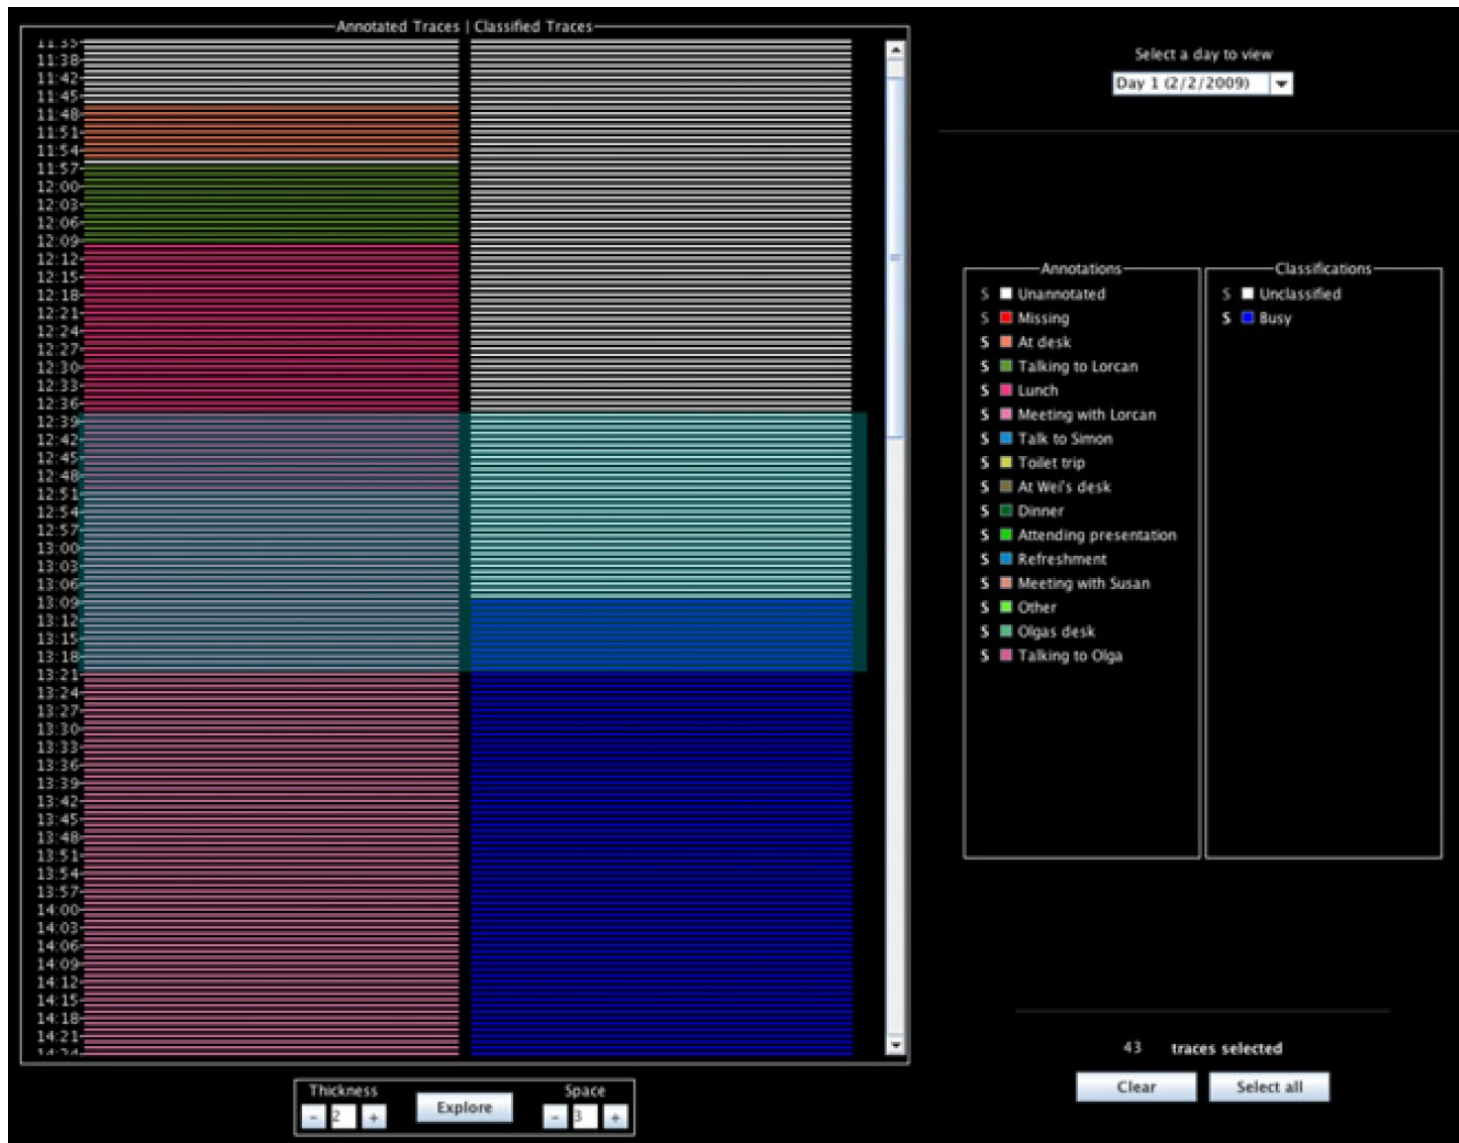 Annotated Traces | Classified Traces
11:35
11:38
11:42
11:45
11:48
11:51
11:54
11:57
12:00
12:03
12:06
12:09
12:12
12:15
12:18
12:21
12:24
12:27
12:30
12:33
12:36
12:39
12:42
12:45
12:48
12:51
12:54
12:57
13:00
13:03
13:06
13:09
13:12
13:15
13:18
13:21
13:24
13:27
13:30
13:33
13:36
13:39
13:42
13:45
13:48
13:51
13:54
13:57
14:00
14:03
14:06
14:09
14:12
14:15
14:18
14:21
14:24
Thickness
- 2 +
Explore
Space
- 3 +
Select a day to view
Day 1 (2/2/2009)
Annotations
S Unannotated
S Missing
S At desk
S Talking to Lorcan
S Lunch
S Meeting with Lorcan
S Talk to Simon
S Toilet trip
S At Wei's desk
S Dinner
S Attending presentation
S Refreshment
S Meeting with Susan
S Other
S Olgas desk
S Talking to Olga
Classifications
S Unclassified
S Busy
43 traces selected
Clear
Select all